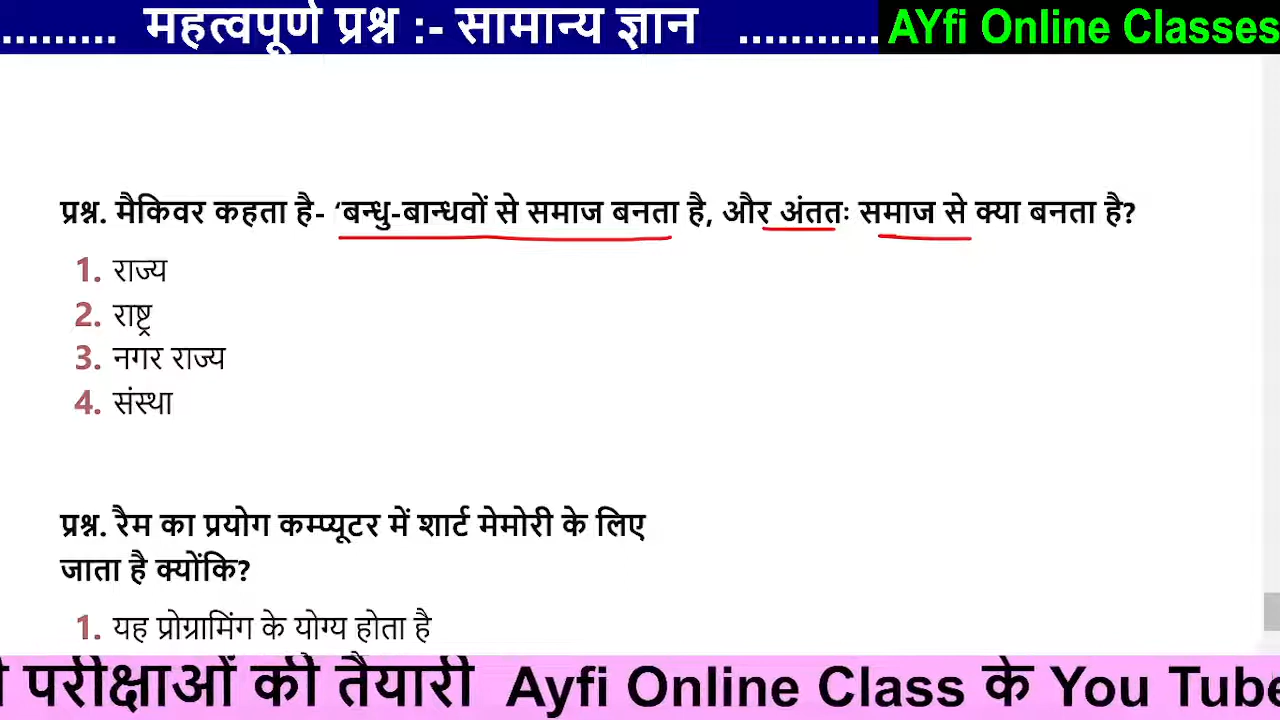 ......... महत्वपूर्ण प्रश्न :- सामान्य ज्ञान ........... AYfi Online Classes
प्रश्न. मैकिवर कहता है- ‘बन्धु-बान्धवों से समाज बनता है, और अंततः समाज से क्या बनता है?
1. राज्य
2. राष्ट्र
3. नगर राज्य
4. संस्था
प्रश्न. रैम का प्रयोग कम्प्यूटर में शार्ट मेमोरी के लिए
जाता है क्योंकि?
1. यह प्रोग्रामिंग के योग्य होता है
परीक्षाओं की तैयारी Ayfi Online Class के You Tube